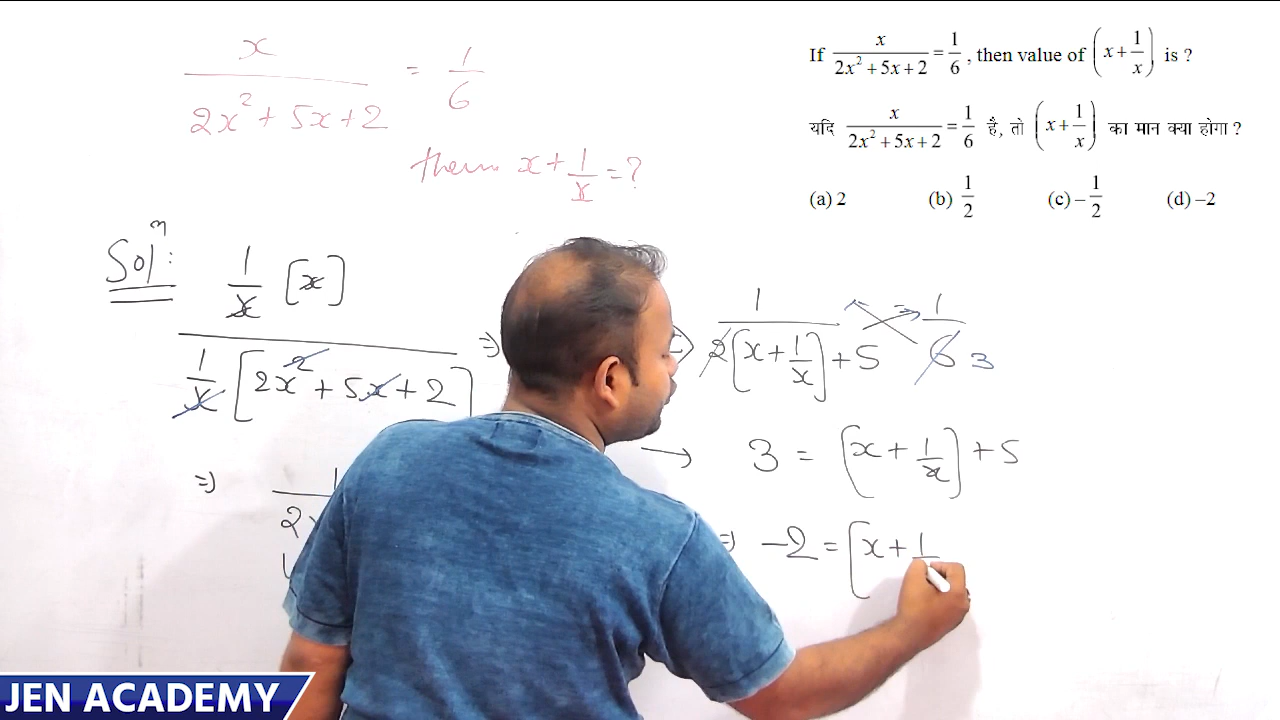 x / 2x² + 5x + 2 = 1/6
then x + 1/x = ?
If x / 2x² + 5x + 2 = 1/6 , then value of (x + 1/x) is ?
यदि x / 2x² + 5x + 2 = 1/6 है, तो (x + 1/x) का मान क्या होगा ?
(a) 2 (b) 1/2 (c) – 1/2 (d) –2
Solⁿ:
1/x [x] / 1/x [2x² + 5x + 2] ⇒
⇒
1 / 2[x + 1/x] + 5 = 1/6 3
→ 3 = [x + 1/x] + 5
⇒ -2 = [x + 1
JEN ACADEMY